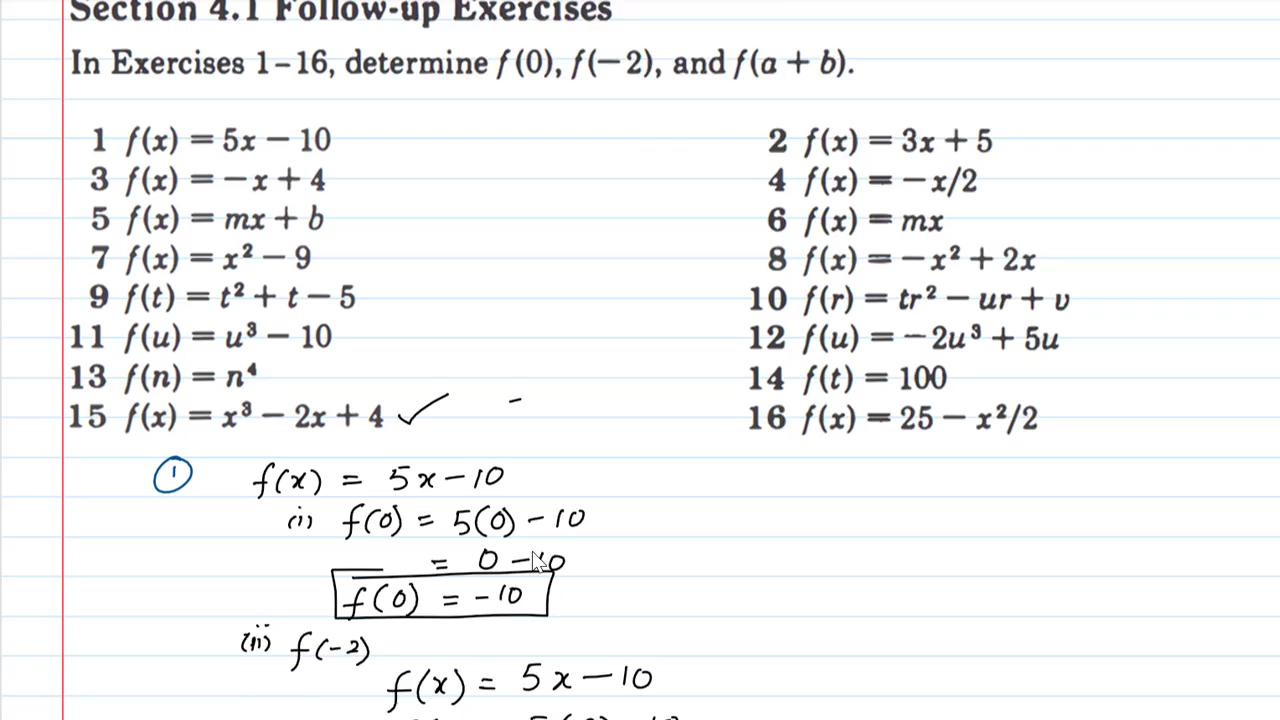 Section 4.1 Follow-up Exercises
In Exercises 1–16, determine f(0), f(−2), and f(a + b).
1 f(x) = 5x − 10
2 f(x) = 3x + 5
3 f(x) = −x + 4
4 f(x) = −x/2
5 f(x) = mx + b
6 f(x) = mx
7 f(x) = x² − 9
8 f(x) = −x² + 2x
9 f(t) = t² + t − 5
10 f(r) = tr² − ur + v
11 f(u) = u³ − 10
12 f(u) = −2u³ + 5u
13 f(n) = n⁴
14 f(t) = 100
15 f(x) = x³ − 2x + 4 ✓
16 f(x) = 25 − x²/2
① f(x) = 5x − 10
(i) f(0) = 5(0) − 10
= 0 − 10
f(0) = −10
(ii) f(−2)
f(x) = 5x − 10